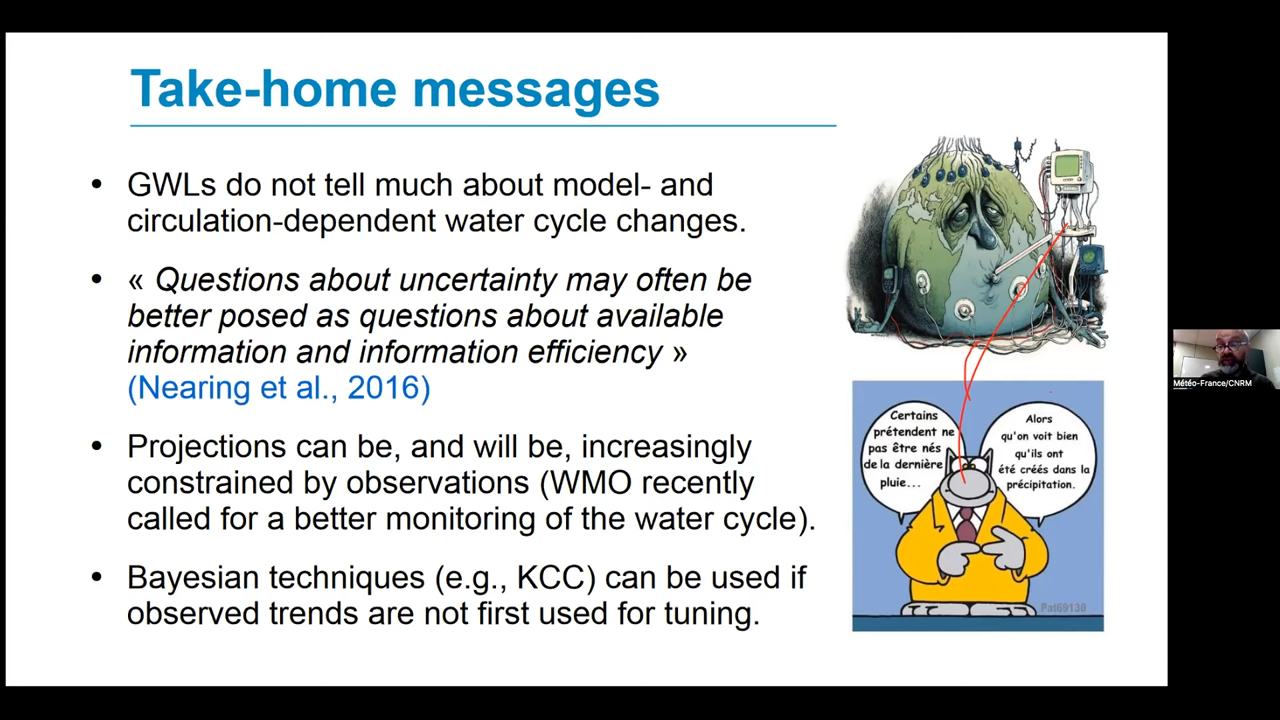 Take-home messages
• GWLs do not tell much about model- and
circulation-dependent water cycle changes.
• « Questions about uncertainty may often be
better posed as questions about available
information and information efficiency »
(Nearing et al., 2016)
• Projections can be, and will be, increasingly
constrained by observations (WMO recently
called for a better monitoring of the water cycle).
• Bayesian techniques (e.g., KCC) can be used if
observed trends are not first used for tuning.
Certains
prétendent ne
pas être nés
de la dernière
pluie...
Alors
qu'on voit bien
qu'ils ont
été créés dans la
précipitation.
Pat69130
Météo-France/CNRM